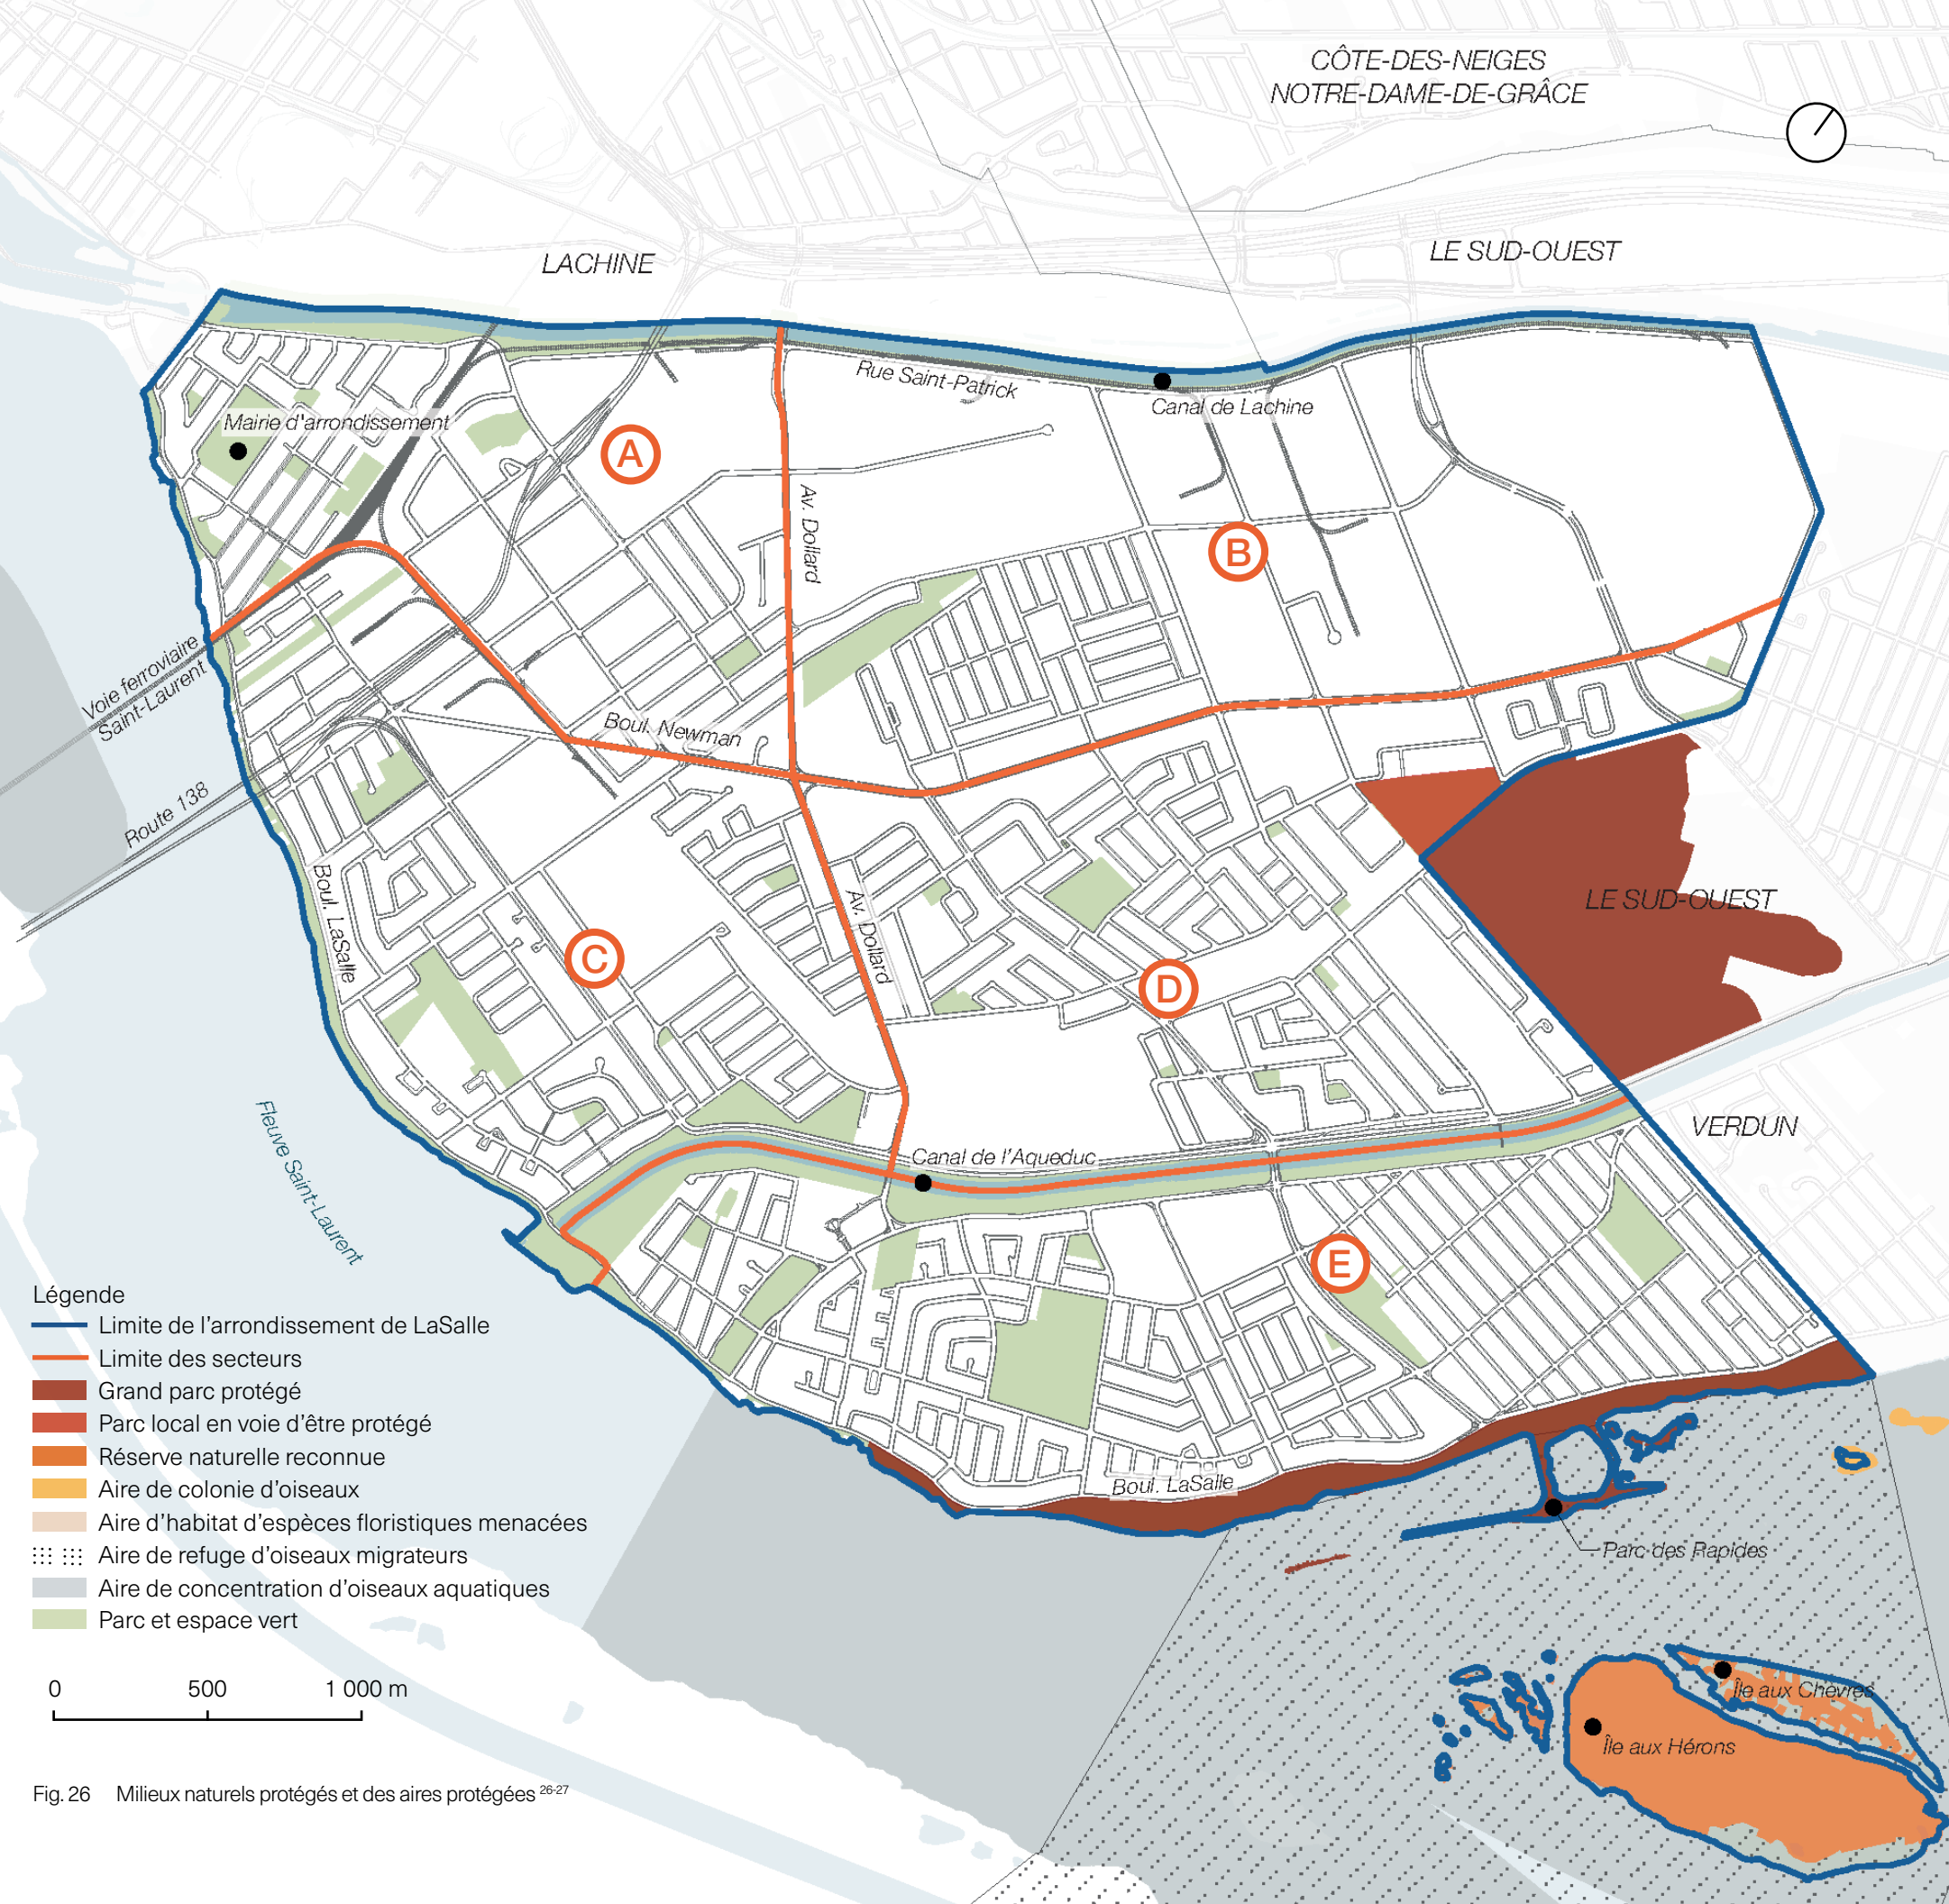 CÔTE-DES-NEIGES
NOTRE-DAME-DE-GRÂCE
LACHINE
LE SUD-OUEST
Rue Saint-Patrick
Canal de Lachine
Mairie d'arrondissement
A
Av. Dollard
B
Voie ferroviaire
Saint-Laurent
Boul. Newman
Route 138
Boul. LaSalle
Av. Dollard
LE SUD-OUEST
C
D
Fleuve Saint-Laurent
VERDUN
Canal de l'Aqueduc
E
Légende
Limite de l'arrondissement de LaSalle
Limite des secteurs
Grand parc protégé
Parc local en voie d'être protégé
Réserve naturelle reconnue
Aire de colonie d'oiseaux
Aire d'habitat d'espèces floristiques menacées
Aire de refuge d'oiseaux migrateurs
Aire de concentration d'oiseaux aquatiques
Parc et espace vert
Boul. LaSalle
Parc des Rapides
0 500 1 000 m
Île aux Chèvres
Île aux Hérons
Fig. 26 Milieux naturels protégés et des aires protégées 26-27